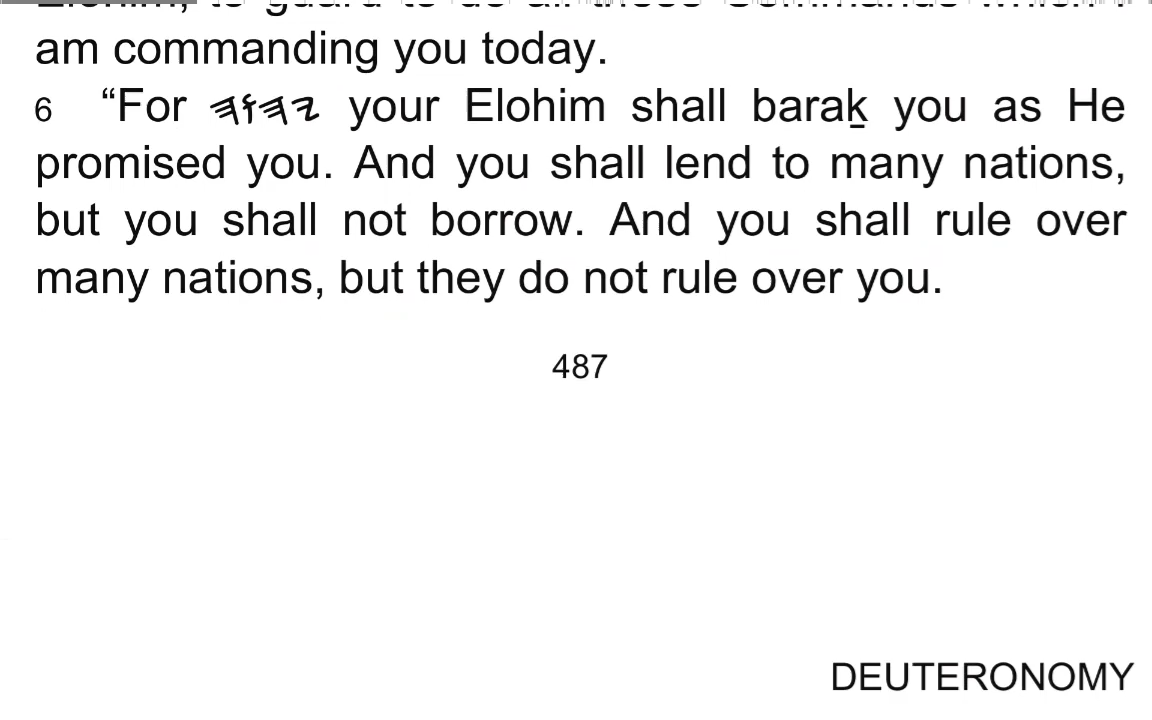 am commanding you today.
6 “For 𐤉𐤄𐤅𐤄 your Elohim shall baraḵ you as He
promised you. And you shall lend to many nations,
but you shall not borrow. And you shall rule over
many nations, but they do not rule over you.
487
DEUTERONOMY